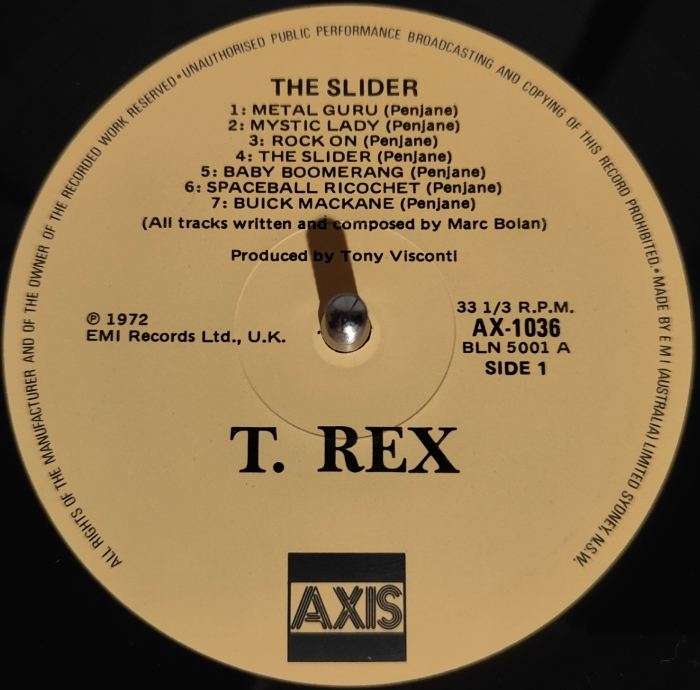 ALL RIGHTS OF THE MANUFACTURER AND OF THE OWNER OF THE RECORDED WORK RESERVED • UNAUTHORISED PUBLIC PERFORMANCE BROADCASTING AND COPYING OF THIS RECORD PROHIBITED. • MADE BY E M I (AUSTRALIA) LIMITED SYDNEY, N.S.W.
THE SLIDER
1: METAL GURU (Penjane)
2: MYSTIC LADY (Penjane)
3: ROCK ON (Penjane)
4: THE SLIDER (Penjane)
5: BABY BOOMERANG (Penjane)
6: SPACEBALL RICOCHET (Penjane)
7: BUICK MACKANE (Penjane)
(All tracks written and composed by Marc Bolan)
Produced by Tony Visconti
℗ 1972
EMI Records Ltd., U.K.
33 1/3 R.P.M.
AX-1036
BLN 5001 A
SIDE 1
T. REX
AXIS